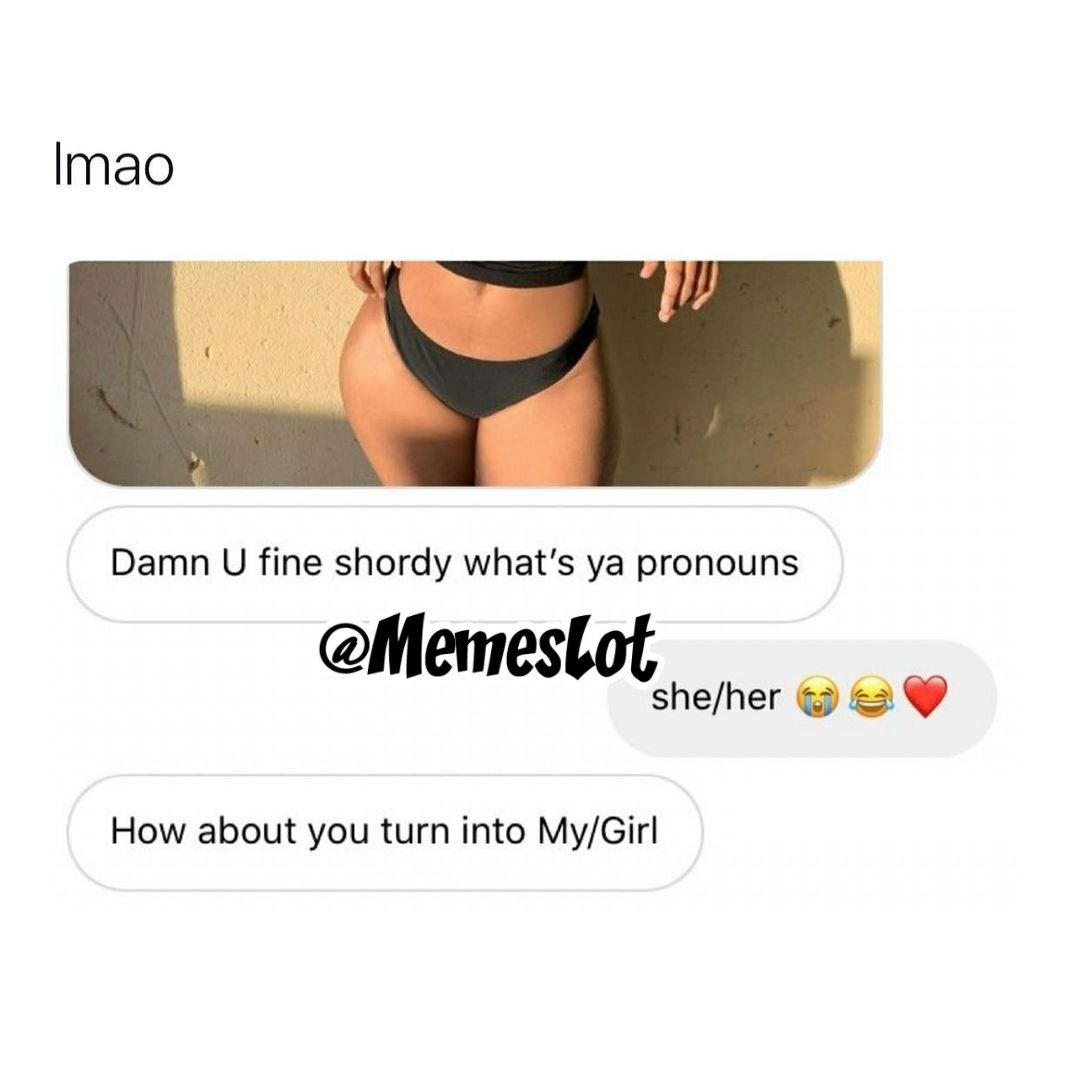 lmao
Damn U fine shordy what's ya pronouns
@MemesLot
she/her 😭😂❤️
How about you turn into My/Girl